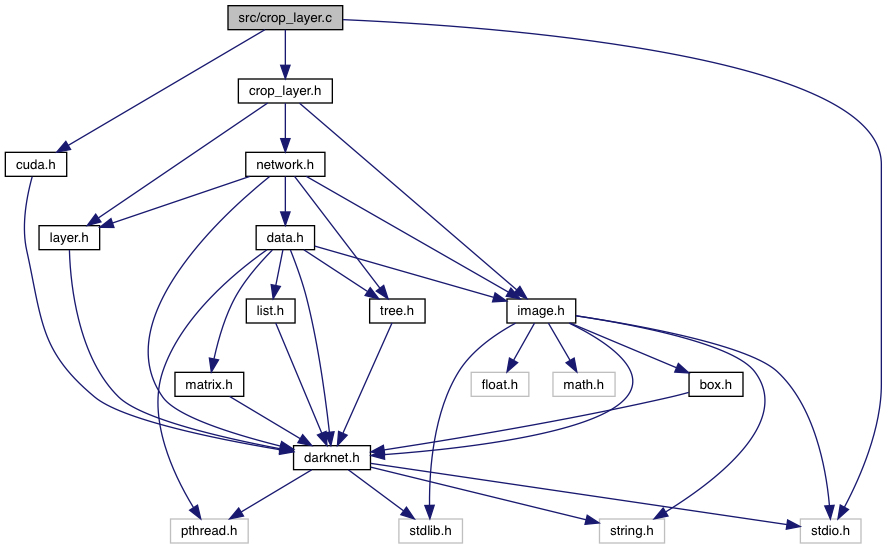 src/crop_layer.c
crop_layer.h
cuda.h
network.h
layer.h
data.h
list.h
tree.h
image.h
matrix.h
float.h
math.h
box.h
darknet.h
pthread.h
stdlib.h
string.h
stdio.h